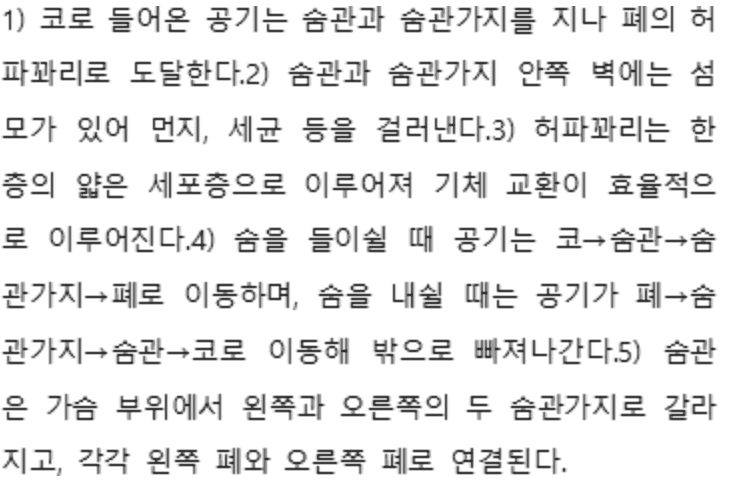 1) 코로 들어온 공기는 숨관과 숨관가지를 지나 폐의 허
파꽈리로 도달한다.2) 숨관과 숨관가지 안쪽 벽에는 섬
모가 있어 먼지, 세균 등을 걸러낸다.3) 허파꽈리는 한
층의 얇은 세포층으로 이루어져 기체 교환이 효율적으
로 이루어진다.4) 숨을 들이쉴 때 공기는 코→숨관→숨
관가지→폐로 이동하며, 숨을 내쉴 때는 공기가 폐→숨
관가지→숨관→코로 이동해 밖으로 빠져나간다.5) 숨관
은 가슴 부위에서 왼쪽과 오른쪽의 두 숨관가지로 갈라
지고, 각각 왼쪽 폐와 오른쪽 폐로 연결된다.